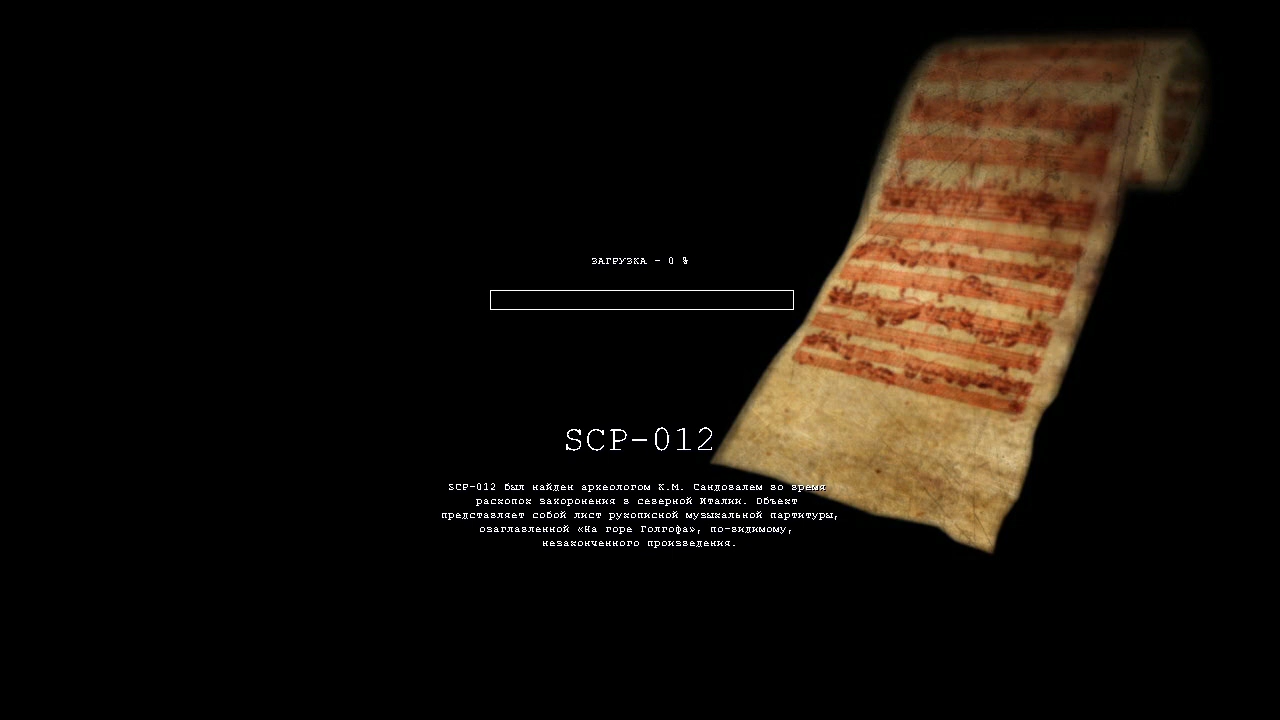 ЗАГРУЗКА - 0 %
SCP-012
SCP-012 был найден археологом К.М. Сандовалем во время
раскопок захоронения в северной Италии. Объект
представляет собой лист рукописной музыкальной партитуры,
озаглавленной «На горе Голгофа», по-видимому,
незаконченного произведения.